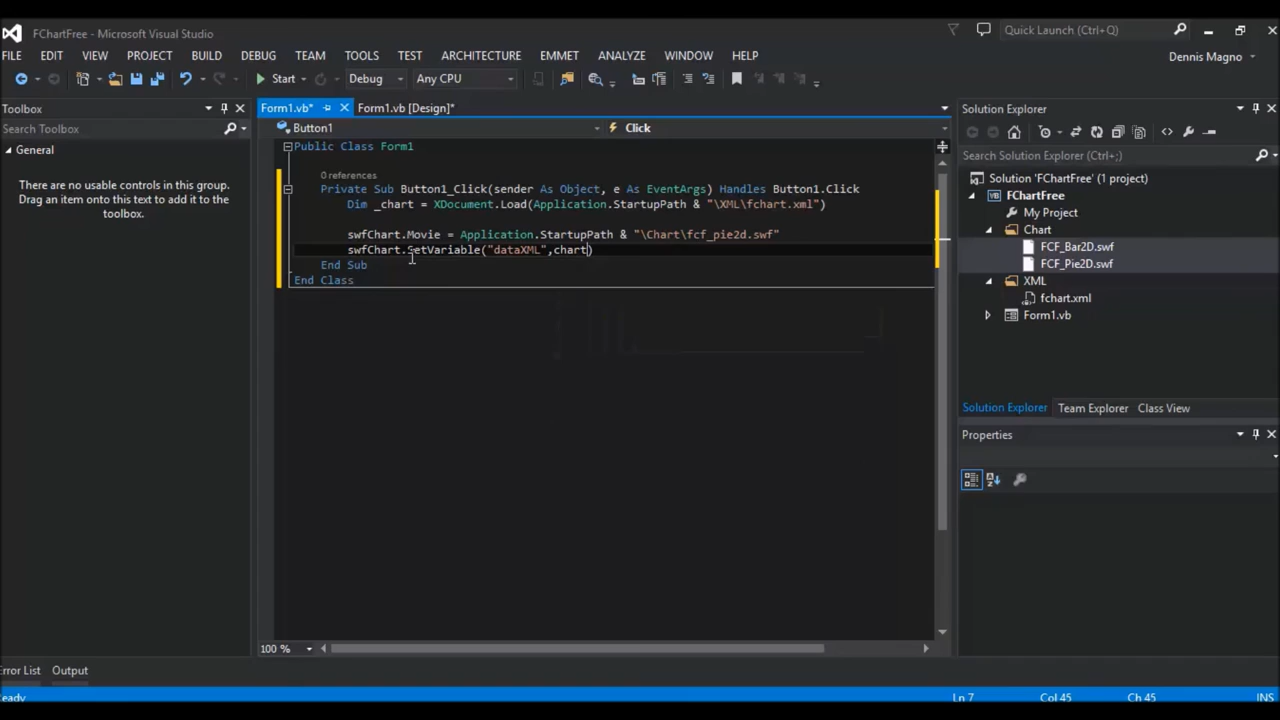 FChartFree - Microsoft Visual Studio
Quick Launch (Ctrl+Q)
FILE EDIT VIEW PROJECT BUILD DEBUG TEAM TOOLS TEST ARCHITECTURE EMMET ANALYZE WINDOW HELP
Dennis Magno
Start Debug Any CPU
Toolbox
Search Toolbox
General
There are no usable controls in this group.
Drag an item onto this text to add it to the
toolbox.
Form1.vb* Form1.vb [Design]*
Button1 Click
Public Class Form1
0 references
Private Sub Button1_Click(sender As Object, e As EventArgs) Handles Button1.Click
Dim _chart = XDocument.Load(Application.StartupPath & "\XML\fchart.xml")
swfChart.Movie = Application.StartupPath & "\Chart\fcf_pie2d.swf"
swfChart.SetVariable("dataXML",chart)
End Sub
End Class
100 %
Solution Explorer
Search Solution Explorer (Ctrl+;)
Solution 'FChartFree' (1 project)
FChartFree
My Project
Chart
FCF_Bar2D.swf
FCF_Pie2D.swf
XML
fchart.xml
Form1.vb
Solution Explorer Team Explorer Class View
Properties
Error List Output
Ready Ln 7 Col 45 Ch 45 INS